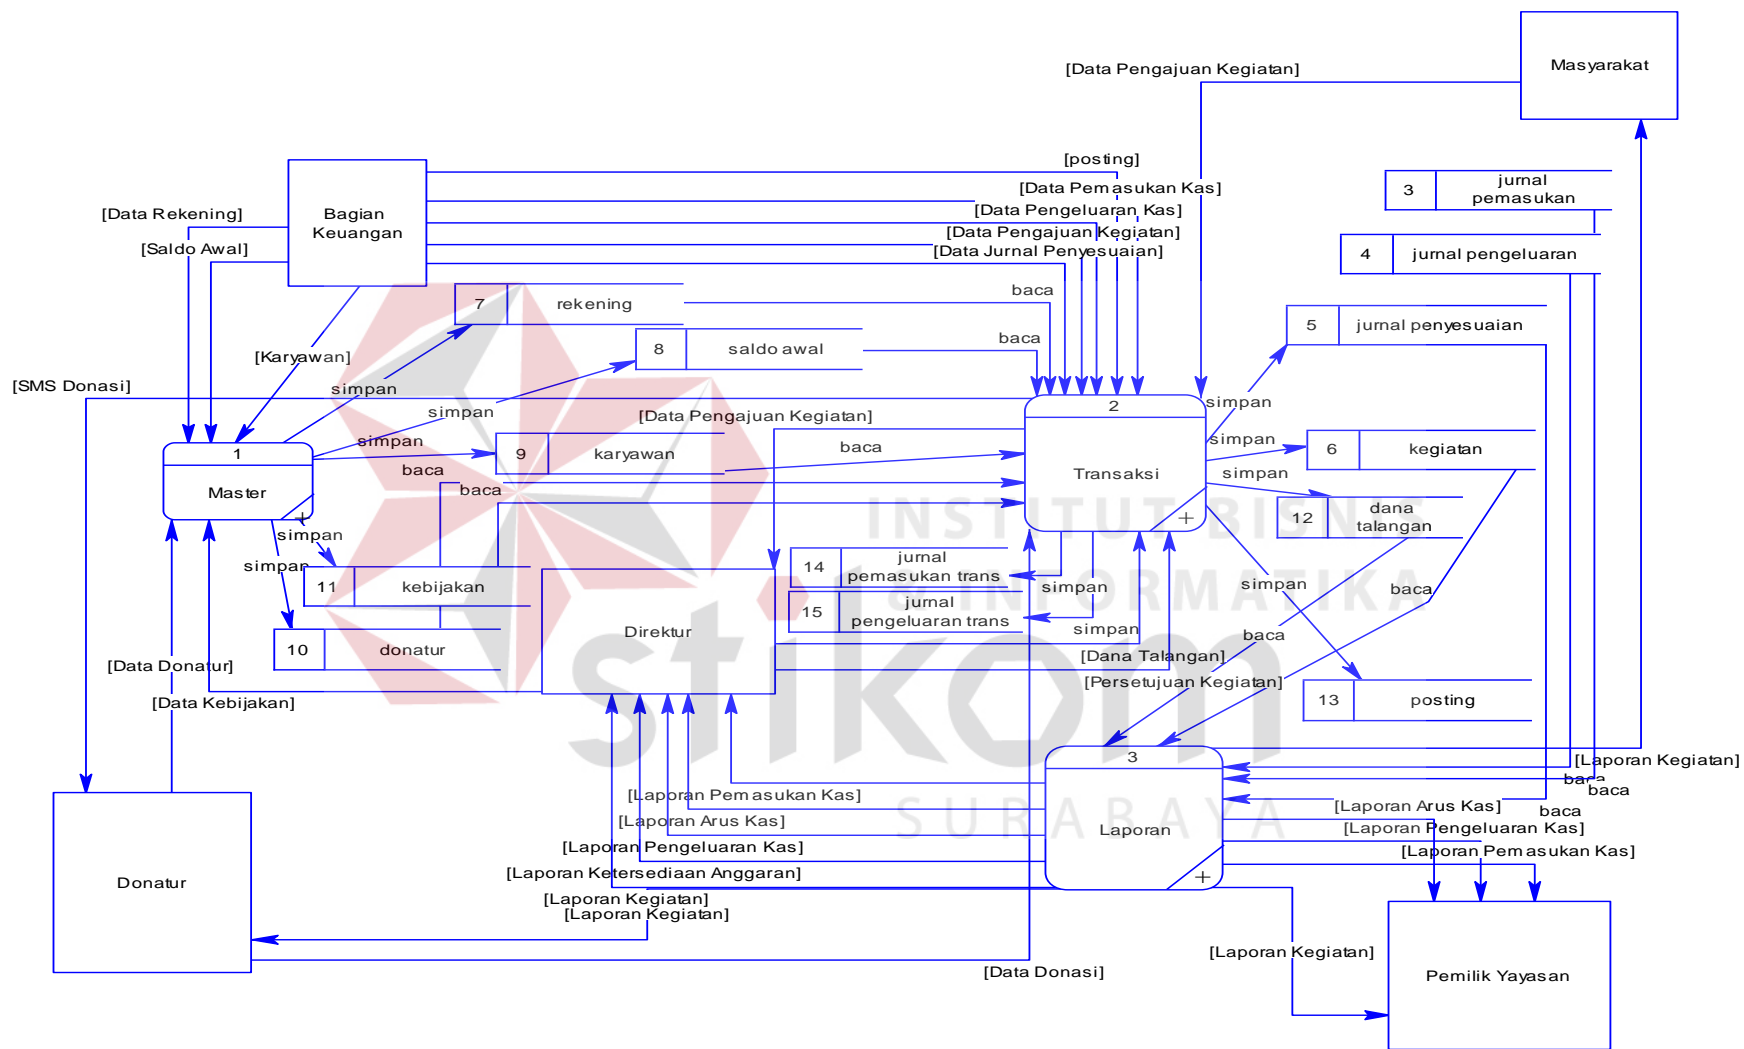 Masyarakat
[Data Pengajuan Kegiatan]
[posting]
[Data Pemasukan Kas]
[Data Pengeluaran Kas]
[Data Pengajuan Kegiatan]
[Data Jurnal Penyesuaian]
Bagian
Keuangan
[Data Rekening]
[Saldo Awal]
[Karyawan]
3
jurnal
pemasukan
4
jurnal pengeluaran
7
rekening
baca
8
saldo awal
baca
5
jurnal penyesuaian
simpan
simpan
[SMS Donasi]
simpan
[Data Pengajuan Kegiatan]
simpan
9
karyawan
baca
baca
baca
1
Master
2
Transaksi
simpan
simpan
6
kegiatan
simpan
12
dana
talangan
INSTITUT BISNIS
& INFORMATIKA
stikom
SURABAYA
simpan
simpan
11
kebijakan
10
donatur
14
jurnal
pemasukan trans
simpan
15
jurnal
pengeluaran trans
simpan
simpan
baca
baca
Direktur
[Dana Talangan]
[Persetujuan Kegiatan]
13
posting
[Data Donatur]
[Data Kebijakan]
3
Laporan
[Laporan Kegiatan]
baca
baca
baca
[Laporan Pemasukan Kas]
[Laporan Arus Kas]
[Laporan Pengeluaran Kas]
[Laporan Ketersediaan Anggaran]
[Laporan Kegiatan]
[Laporan Kegiatan]
[Laporan Arus Kas]
[Laporan Pengeluaran Kas]
[Laporan Pemasukan Kas]
Donatur
[Data Donasi]
[Laporan Kegiatan]
Pemilik Yayasan